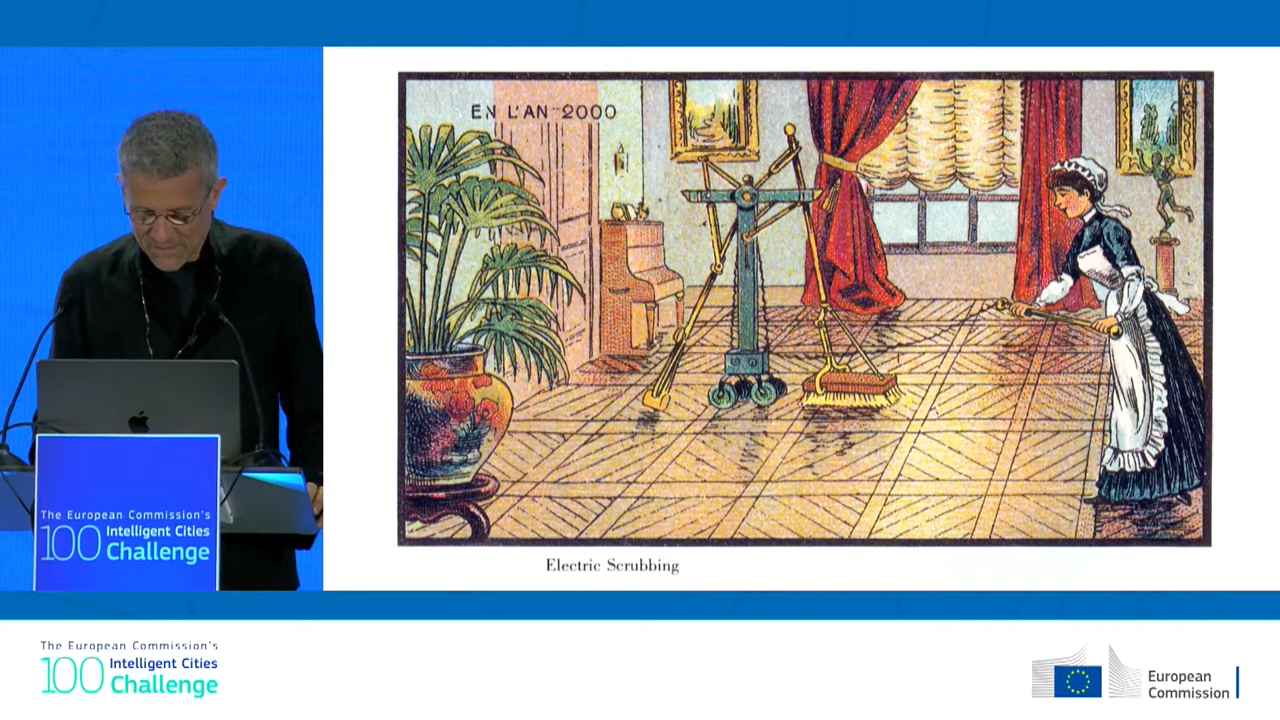 EN L'AN 2000
Electric Scrubbing
The European Commission's
100 Intelligent Cities
Challenge
The European Commission's
100 Intelligent Cities
Challenge
European
Commission